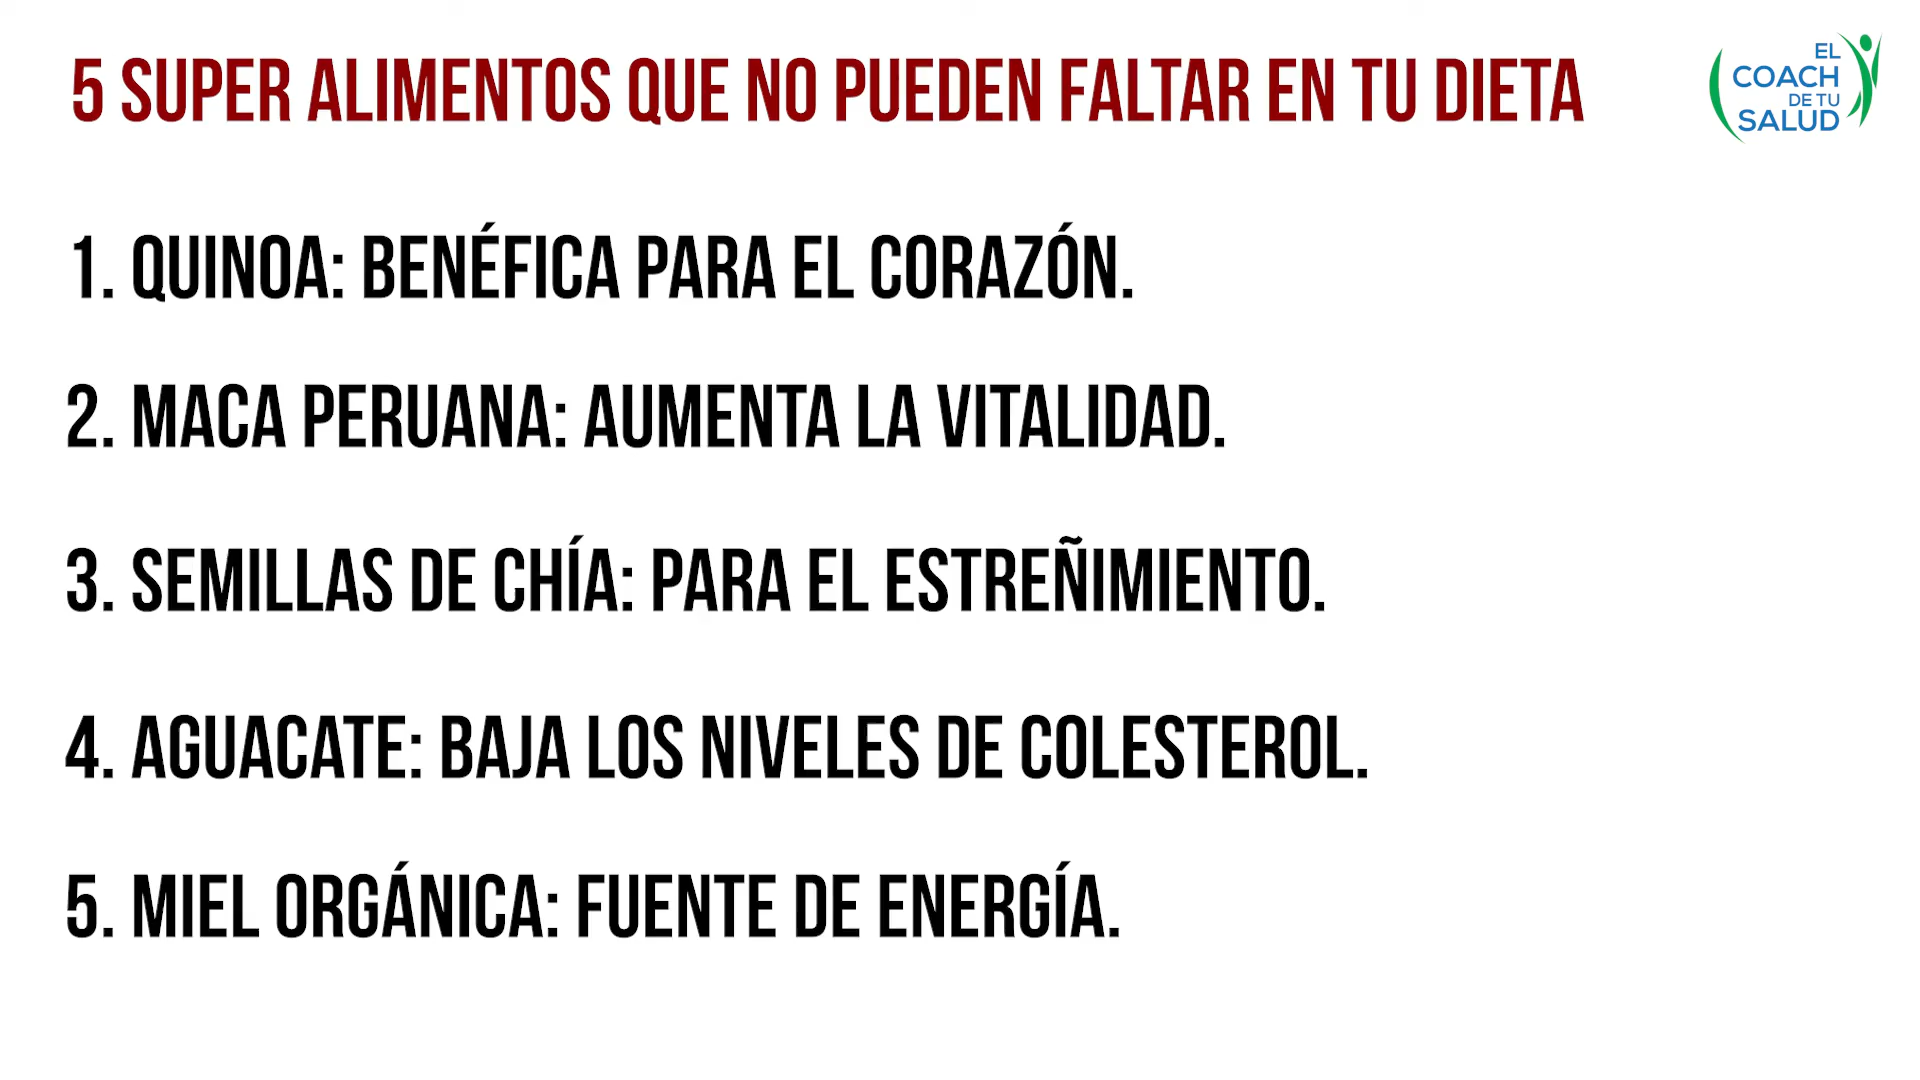 5 SUPER ALIMENTOS QUE NO PUEDEN FALTAR EN TU DIETA
EL
COACH
DE TU
SALUD
1. QUINOA: BENÉFICA PARA EL CORAZÓN.
2. MACA PERUANA: AUMENTA LA VITALIDAD.
3. SEMILLAS DE CHÍA: PARA EL ESTREÑIMIENTO.
4. AGUACATE: BAJA LOS NIVELES DE COLESTEROL.
5. MIEL ORGÁNICA: FUENTE DE ENERGÍA.